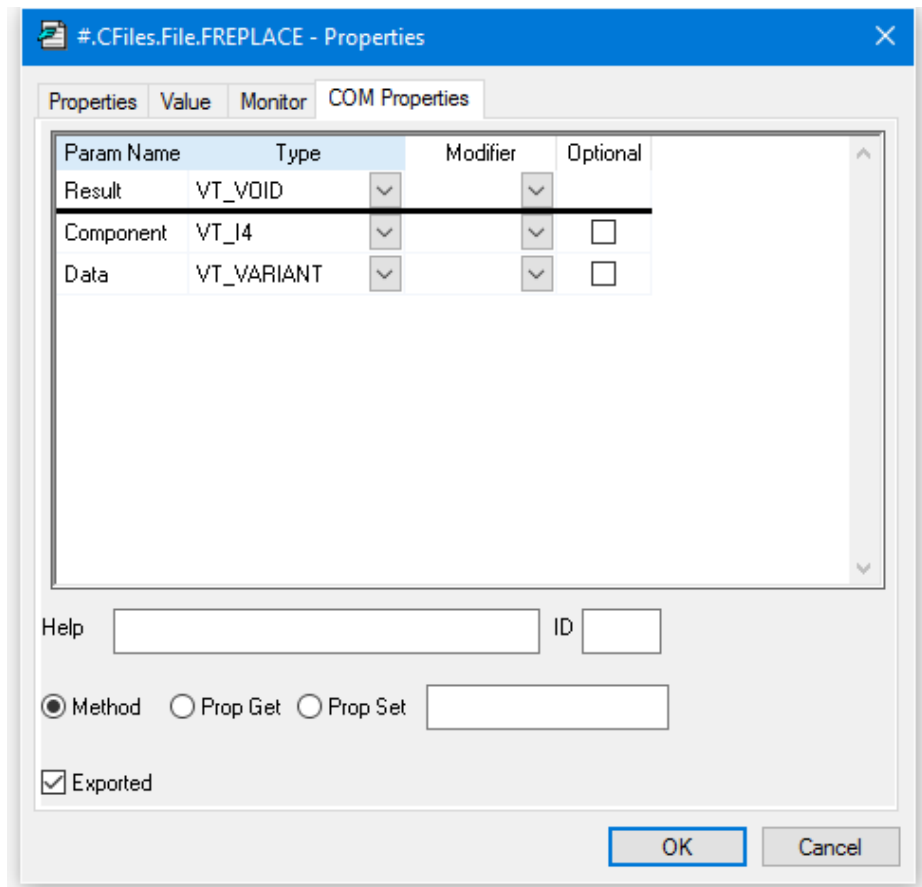 #.CFiles.File.FREPLACE - Properties
Properties Value Monitor COM Properties
Param Name Type Modifier Optional
Result VT_VOID
Component VT_I4
Data VT_VARIANT
Help ID
Method Prop Get Prop Set
Exported
OK Cancel